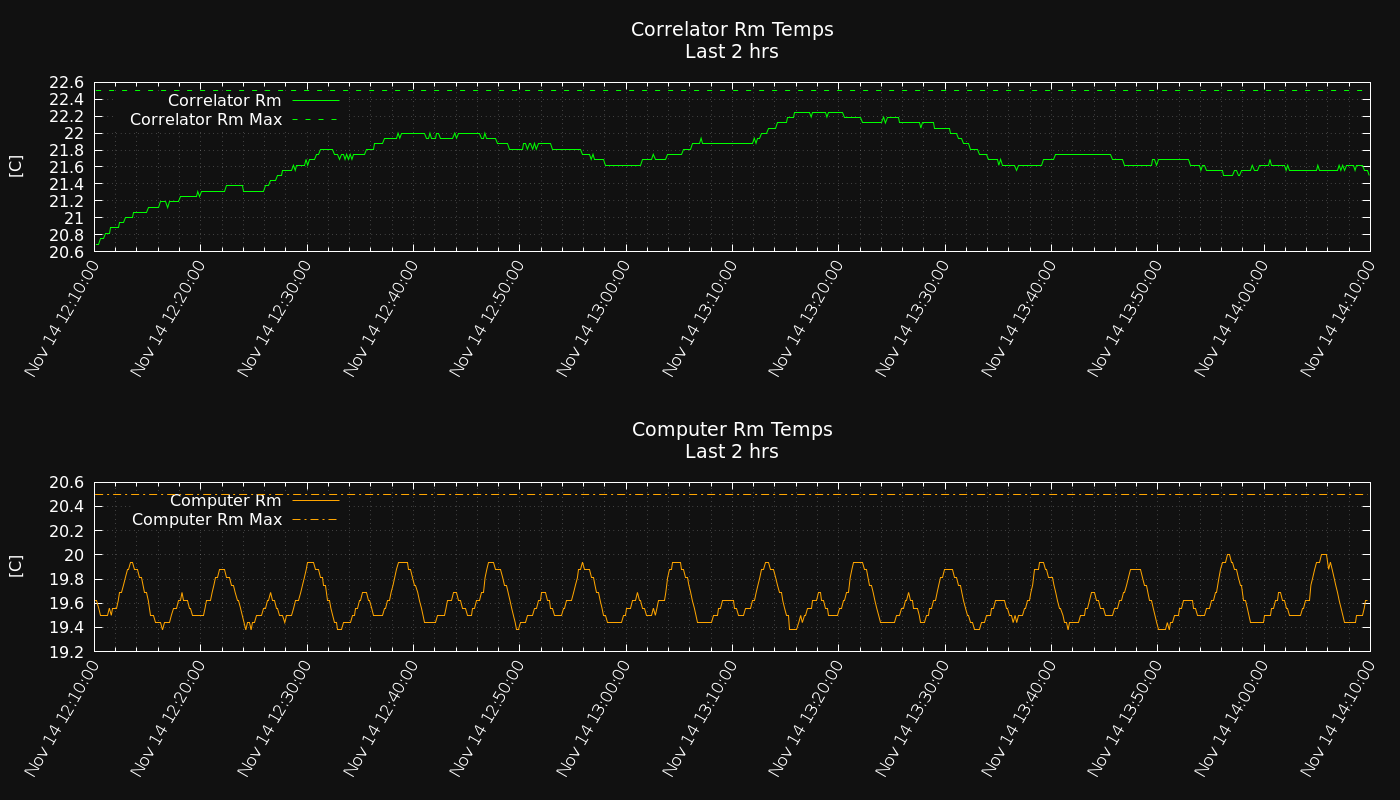 Correlator Rm Temps
Last 2 hrs
[C]
22.6
22.4
22.2
22
21.8
21.6
21.4
21.2
21
20.8
20.6
Correlator Rm
Correlator Rm Max
Nov 14 12:10:00
Nov 14 12:20:00
Nov 14 12:30:00
Nov 14 12:40:00
Nov 14 12:50:00
Nov 14 13:00:00
Nov 14 13:10:00
Nov 14 13:20:00
Nov 14 13:30:00
Nov 14 13:40:00
Nov 14 13:50:00
Nov 14 14:00:00
Nov 14 14:10:00
Computer Rm Temps
Last 2 hrs
[C]
20.6
20.4
20.2
20
19.8
19.6
19.4
19.2
Computer Rm
Computer Rm Max
Nov 14 12:10:00
Nov 14 12:20:00
Nov 14 12:30:00
Nov 14 12:40:00
Nov 14 12:50:00
Nov 14 13:00:00
Nov 14 13:10:00
Nov 14 13:20:00
Nov 14 13:30:00
Nov 14 13:40:00
Nov 14 13:50:00
Nov 14 14:00:00
Nov 14 14:10:00